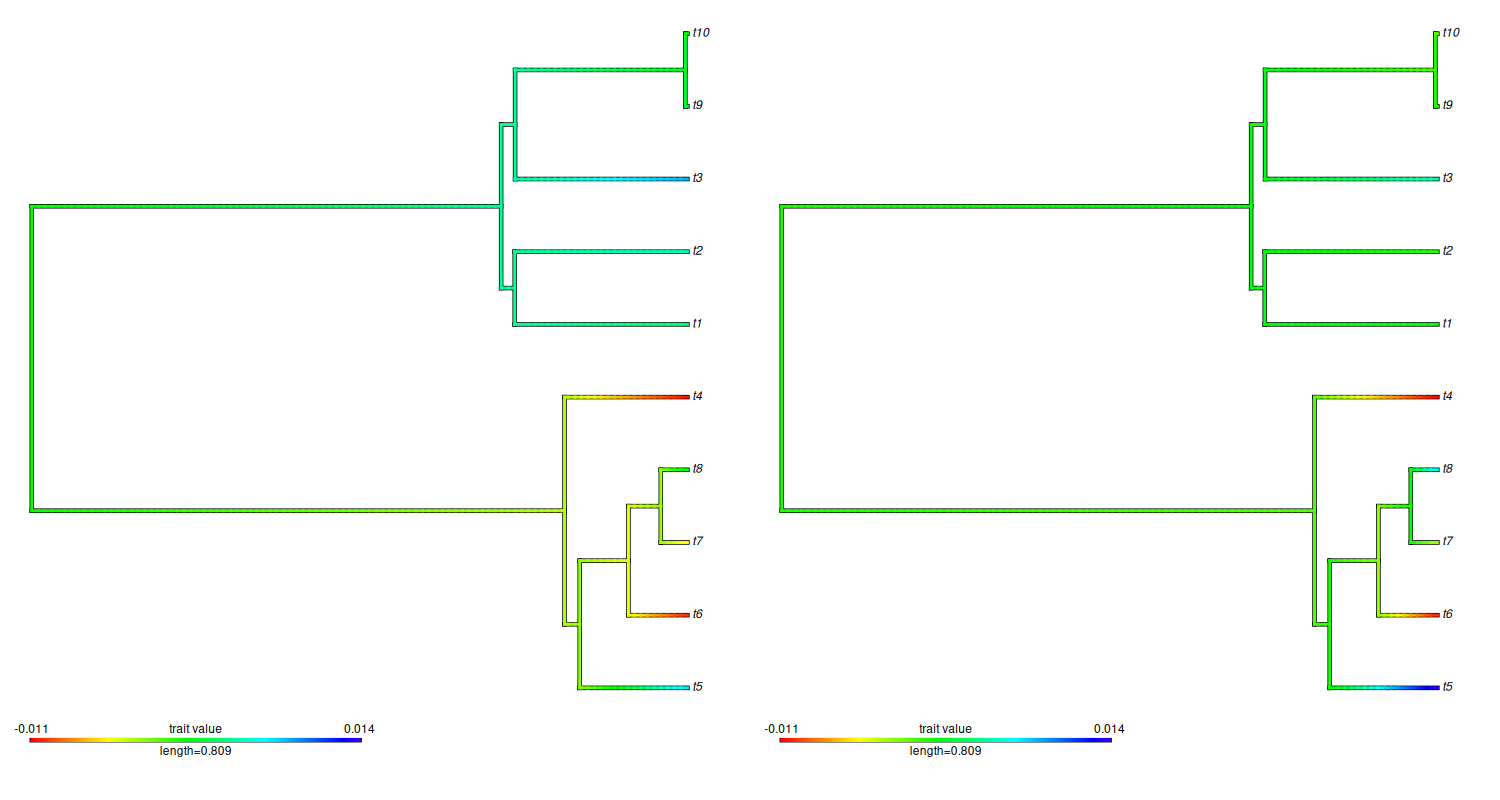 t10
t9
t3
t2
t1
t4
t8
t7
t6
t5
-0.011 trait value 0.014
length=0.809
t10
t9
t3
t2
t1
t4
t8
t7
t6
t5
-0.011 trait value 0.014
length=0.809